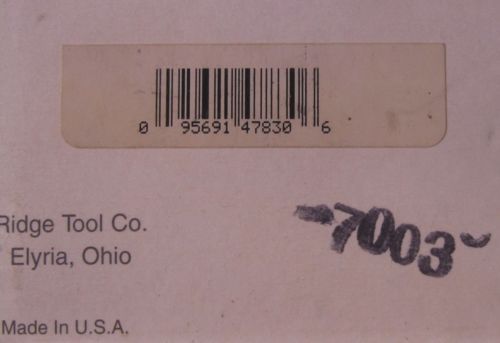 0 95691 47830 6
Ridge Tool Co.
Elyria, Ohio
7003
Made In U.S.A.